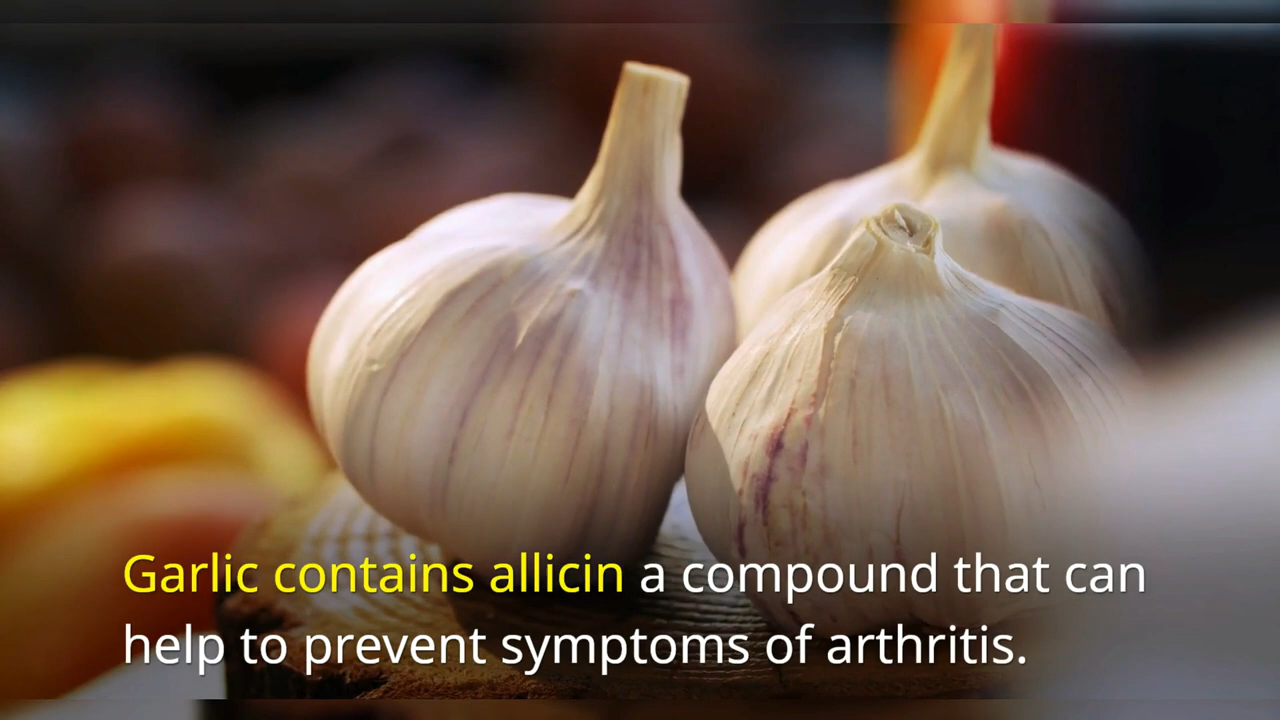 Garlic contains allicin a compound that can
help to prevent symptoms of arthritis.